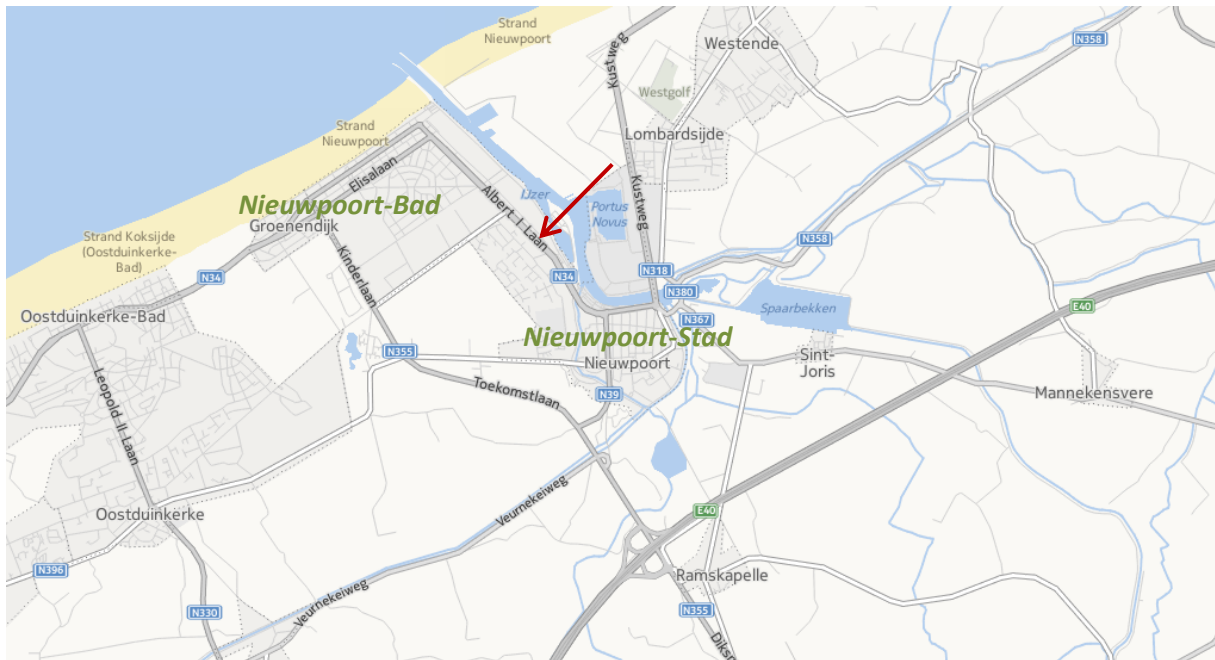 Strand
Nieuwpoort
Kustweg
Westende
N358
Westgolf
Strand
Nieuwpoort
Lombardsijde
Elisalaan
Albert I Laan
IJzer
Portus
Novus
Kustweg
Nieuwpoort-Bad
Groenendijk
Strand Koksijde
(Oostduinkerke-
Bad)
N34
Kinderlaan
N34
N318
N380
N358
Spaarbekken
E40
Oostduinkerke-Bad
N367
Nieuwpoort-Stad
N355
Nieuwpoort
Sint-
Joris
Leopold II Laan
Toekomstlaan
N39
Mannekensvere
Oostduinkerke
Veurnekeiweg
E40
N396
Ramskapelle
Veurnekeiweg
N330
N355
Diksm